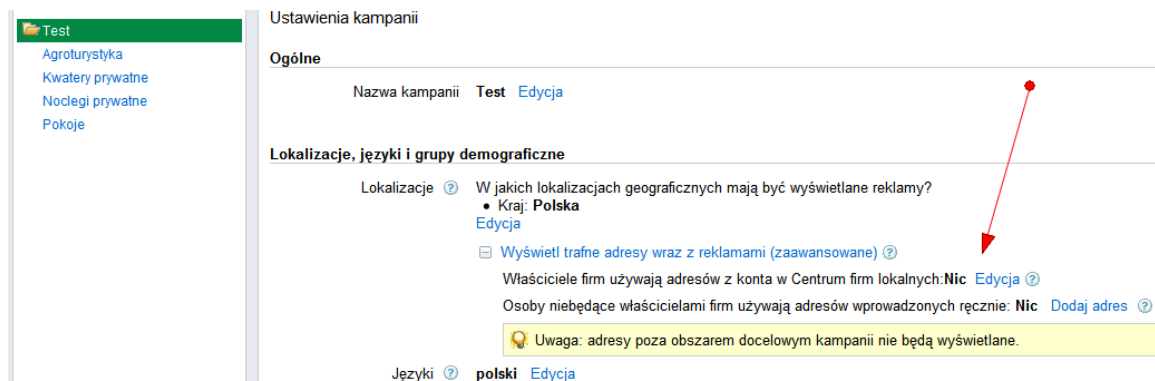 Ustawienia kampanii
Test
Agroturystyka
Kwatery prywatne
Noclegi prywatne
Pokoje
Ogólne
Nazwa kampanii Test Edycja
Lokalizacje, języki i grupy demograficzne
Lokalizacje W jakich lokalizacjach geograficznych mają być wyświetlane reklamy?
• Kraj: Polska
Edycja
Wyświetl trafne adresy wraz z reklamami (zaawansowane)
Właściciele firm używają adresów z konta w Centrum firm lokalnych:Nic Edycja
Osoby niebędące właścicielami firm używają adresów wprowadzonych ręcznie: Nic Dodaj adres
Uwaga: adresy poza obszarem docelowym kampanii nie będą wyświetlane.
Języki polski Edycja